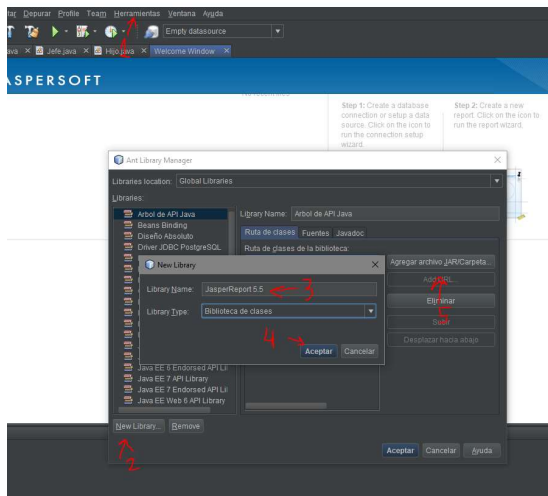 ar Depurar Profile Team Herramientas Ventana Ayuda
Empty datasource
ava Jefe.java Hijo.java Welcome Window
ASPERSOFT
Step 1: Create a database
connection or setup a data
source. Click on the icon to
run the connection setup
wizard.
Step 2: Create a new
report. Click on the icon to
run the report wizard.
Ant Library Manager
Libraries location: Global Libraries
Libraries:
Arbol de API Java
Beans Binding
Diseño Absoluto
Driver JDBC PostgreSQL
Java EE 6 Endorsed API Li
Java EE 7 API Library
Java EE 7 Endorsed API Li
Java EE Web 6 API Library
Library Name: Arbol de API Java
Ruta de clases Fuentes Javadoc
Ruta de clases de la biblioteca:
Agregar archivo JAR/Carpeta...
Add URL...
Eliminar
Subir
Desplazar hacia abajo
New Library
Library Name: JasperReport 5.5
3
Library Type: Biblioteca de clases
4
Aceptar Cancelar
New Library... Remove
2
Aceptar Cancelar Ayuda